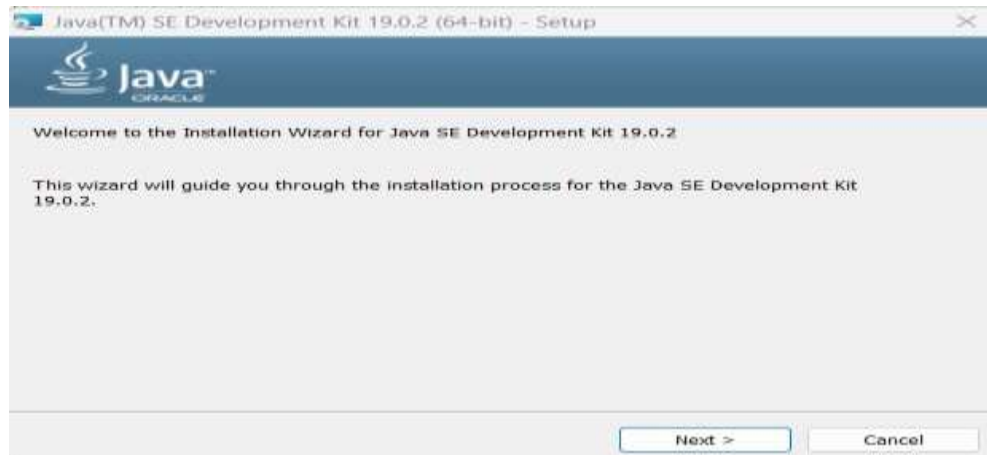 Java(TM) SE Development Kit 19.0.2 (64-bit) - Setup
Java™
ORACLE
Welcome to the Installation Wizard for Java SE Development Kit 19.0.2
This wizard will guide you through the installation process for the Java SE Development Kit
19.0.2.
Next >
Cancel